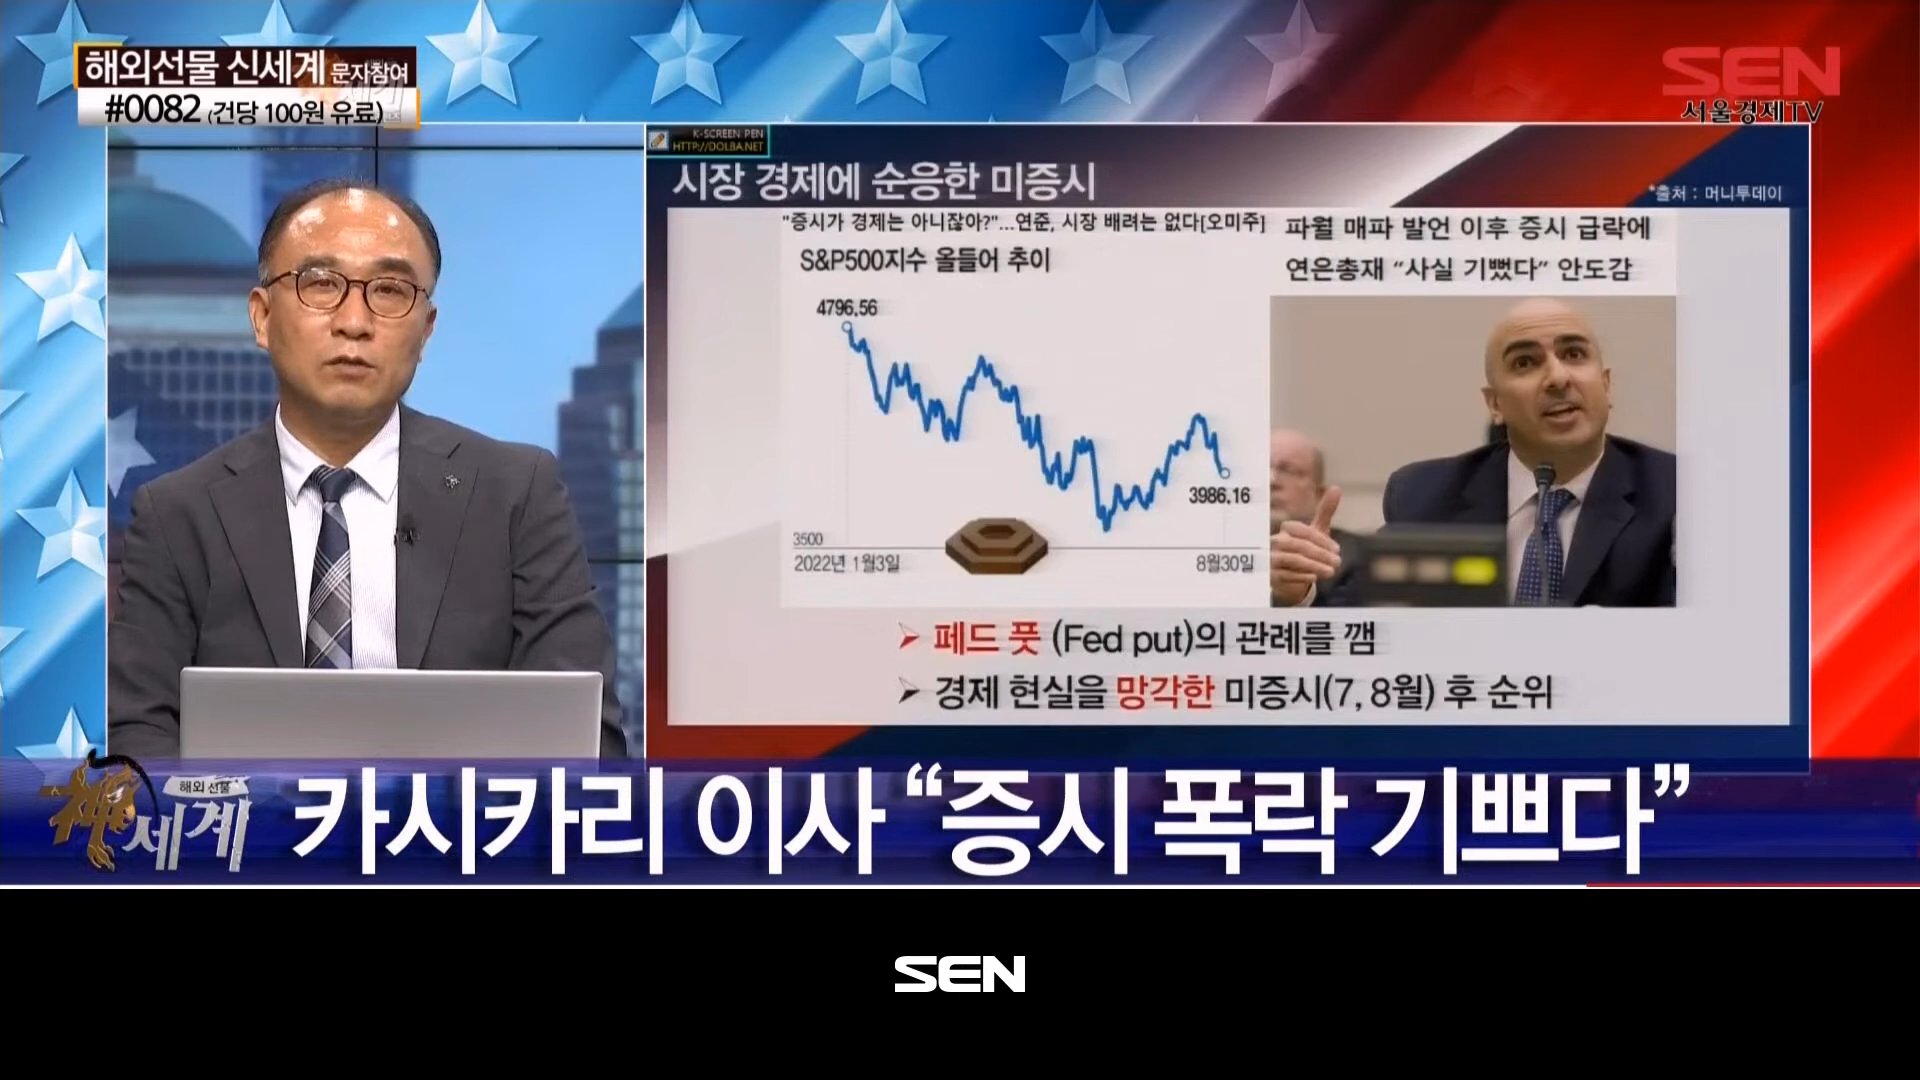 해외선물 신세계 문자참여
#0082 (건당 100원 유료)
SEN
서울경제TV
K-SCREEN PEN
HTTP://DOLBA.NET
시장 경제에 순응한 미증시
*출처 : 머니투데이
"증시가 경제는 아니잖아?"...연준, 시장 배려는 없다[오미주]
S&P500지수 올들어 추이
4796.56
3986.16
3500
2022년 1월3일
8월30일
파월 매파 발언 이후 증시 급락에
연은총재 “사실 기뻤다” 안도감
➢ 페드 풋 (Fed put)의 관례를 깸
➢ 경제 현실을 망각한 미증시(7, 8월) 후 순위
해외 선물
神세계
카시카리 이사 “증시 폭락 기쁘다”
SEN